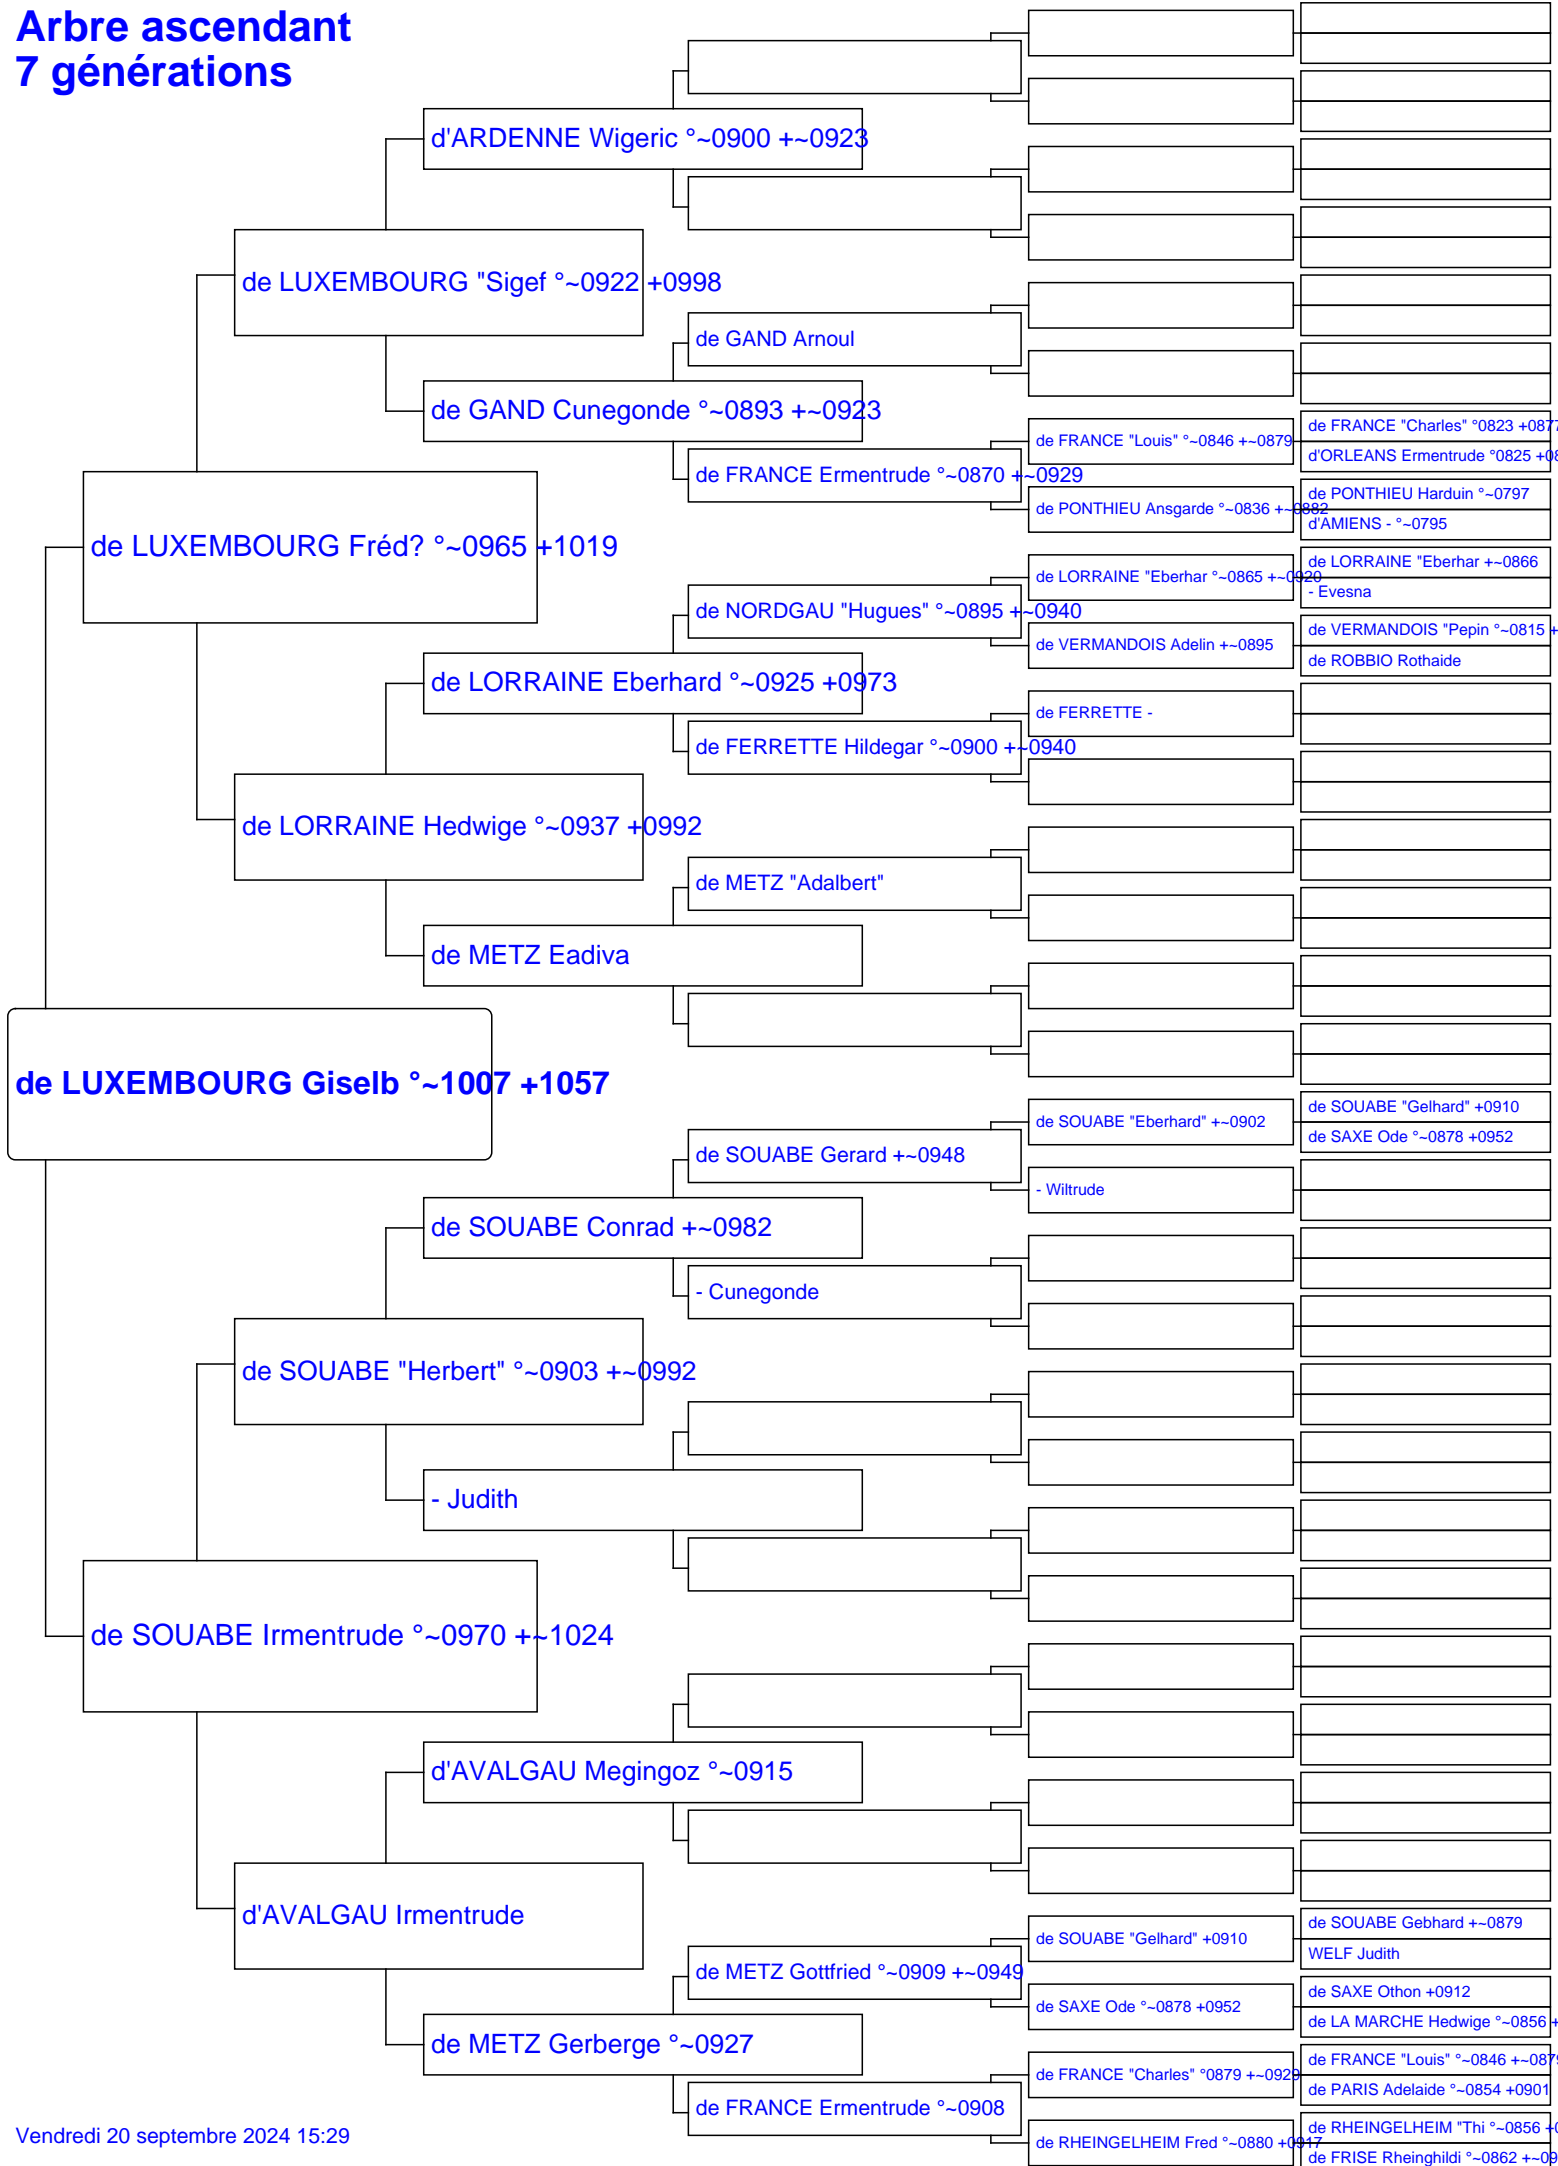 Arbre ascendant
7 générations
d'ARDENNE Wigeric °~0900 +~0923
de LUXEMBOURG "Sigef °~0922 +0998
de GAND Arnoul
de GAND Cunegonde °~0893 +~0923
de FRANCE "Louis" °~0846 +~0879
de FRANCE "Charles" °0823 +0877
d'ORLEANS Ermentrude °0825 +08
de FRANCE Ermentrude °~0870 +~0929
de PONTHIEU Ansgarde °~0836 +~0882
de PONTHIEU Harduin °~0797
d'AMIENS - °~0795
de LUXEMBOURG Fréd? °~0965 +1019
de LORRAINE "Eberhar °~0865 +~0920
de LORRAINE "Eberhar +~0866
- Evesna
de NORDGAU "Hugues" °~0895 +~0940
de VERMANDOIS Adelin +~0895
de VERMANDOIS "Pepin °~0815 +
de ROBBIO Rothaide
de LORRAINE Eberhard °~0925 +0973
de FERRETTE -
de FERRETTE Hildegar °~0900 +~0940
de LORRAINE Hedwige °~0937 +0992
de METZ "Adalbert"
de METZ Eadiva
de LUXEMBOURG Giselb °~1007 +1057
de SOUABE "Eberhard" +~0902
de SOUABE "Gelhard" +0910
de SAXE Ode °~0878 +0952
de SOUABE Gerard +~0948
- Wiltrude
de SOUABE Conrad +~0982
- Cunegonde
de SOUABE "Herbert" °~0903 +~0992
- Judith
de SOUABE Irmentrude °~0970 +~1024
d'AVALGAU Megingoz °~0915
d'AVALGAU Irmentrude
de SOUABE "Gelhard" +0910
de SOUABE Gebhard +~0879
WELF Judith
de METZ Gottfried °~0909 +~0949
de SAXE Ode °~0878 +0952
de SAXE Othon +0912
de LA MARCHE Hedwige °~0856 +
de METZ Gerberge °~0927
de FRANCE "Charles" °0879 +~0929
de FRANCE "Louis" °~0846 +~0879
de PARIS Adelaide °~0854 +0901
de FRANCE Ermentrude °~0908
de RHEINGELHEIM Fred °~0880 +0917
de RHEINGELHEIM "Thi °~0856 +0
de FRISE Rheinghildi °~0862 +~09
Vendredi 20 septembre 2024 15:29